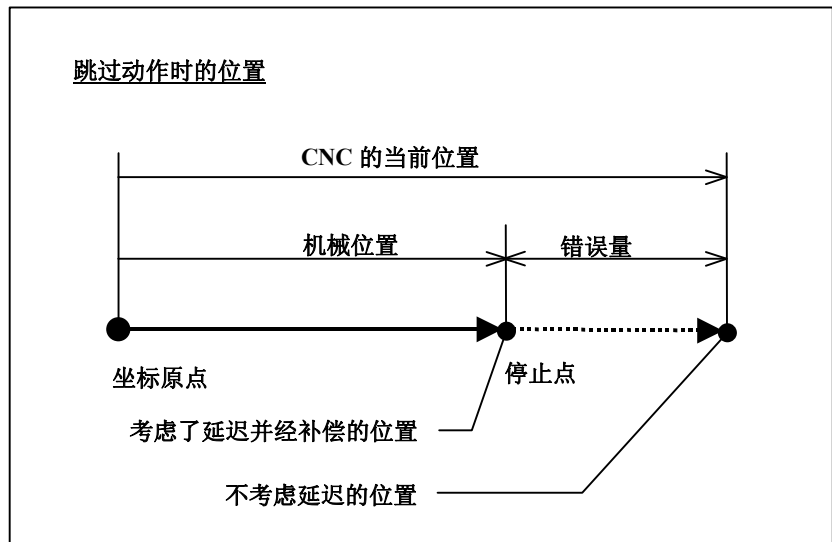 跳过动作时的位置
CNC 的当前位置
机械位置
错误量
坐标原点
停止点
考虑了延迟并经补偿的位置
不考虑延迟的位置